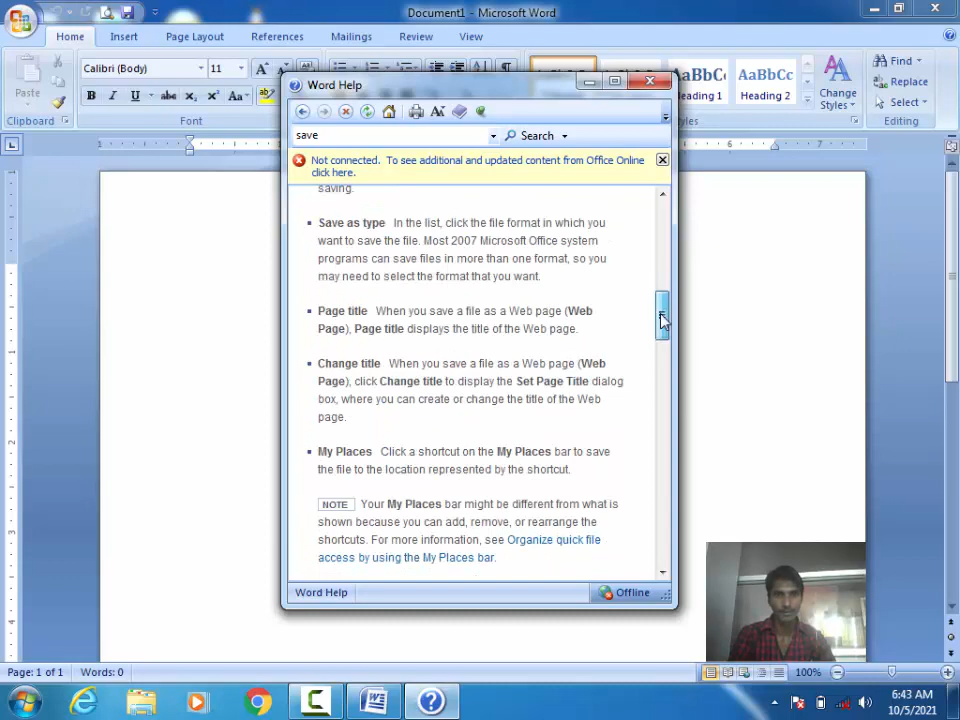 Document1 - Microsoft Word
Home Insert Page Layout References Mailings Review View
Paste
Calibri (Body) 11
B I U abc x₂ x² Aa ab
Heading 1 Heading 2
Change Styles
Find
Replace
Select
Clipboard Font Editing
Word Help
save Search
Not connected. To see additional and updated content from Office Online
click here.
saving.
Save as type In the list, click the file format in which you
want to save the file. Most 2007 Microsoft Office system
programs can save files in more than one format, so you
may need to select the format that you want.
Page title When you save a file as a Web page (Web
Page), Page title displays the title of the Web page.
Change title When you save a file as a Web page (Web
Page), click Change title to display the Set Page Title dialog
box, where you can create or change the title of the Web
page.
My Places Click a shortcut on the My Places bar to save
the file to the location represented by the shortcut.
NOTE Your My Places bar might be different from what is
shown because you can add, remove, or rearrange the
shortcuts. For more information, see Organize quick file
access by using the My Places bar.
Word Help Offline
Page: 1 of 1 Words: 0 100%
6:43 AM
10/5/2021